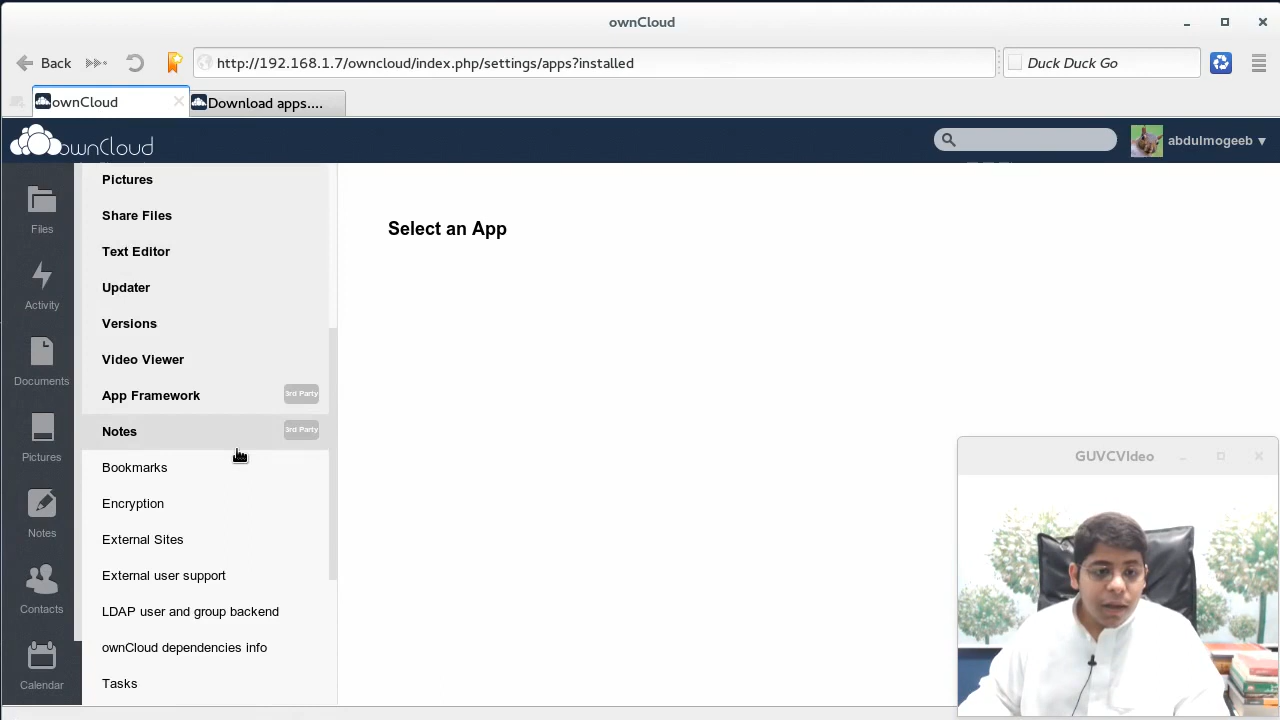 ownCloud
Back
http://192.168.1.7/owncloud/index.php/settings/apps?installed
Duck Duck Go
ownCloud
Download apps....
ownCloud
abdulmogeeb
Files
Activity
Documents
Pictures
Notes
Contacts
Calendar
Pictures
Share Files
Text Editor
Updater
Versions
Video Viewer
App Framework 3rd Party
Notes 3rd Party
Bookmarks
Encryption
External Sites
External user support
LDAP user and group backend
ownCloud dependencies info
Tasks
Select an App
GUVCVIdeo